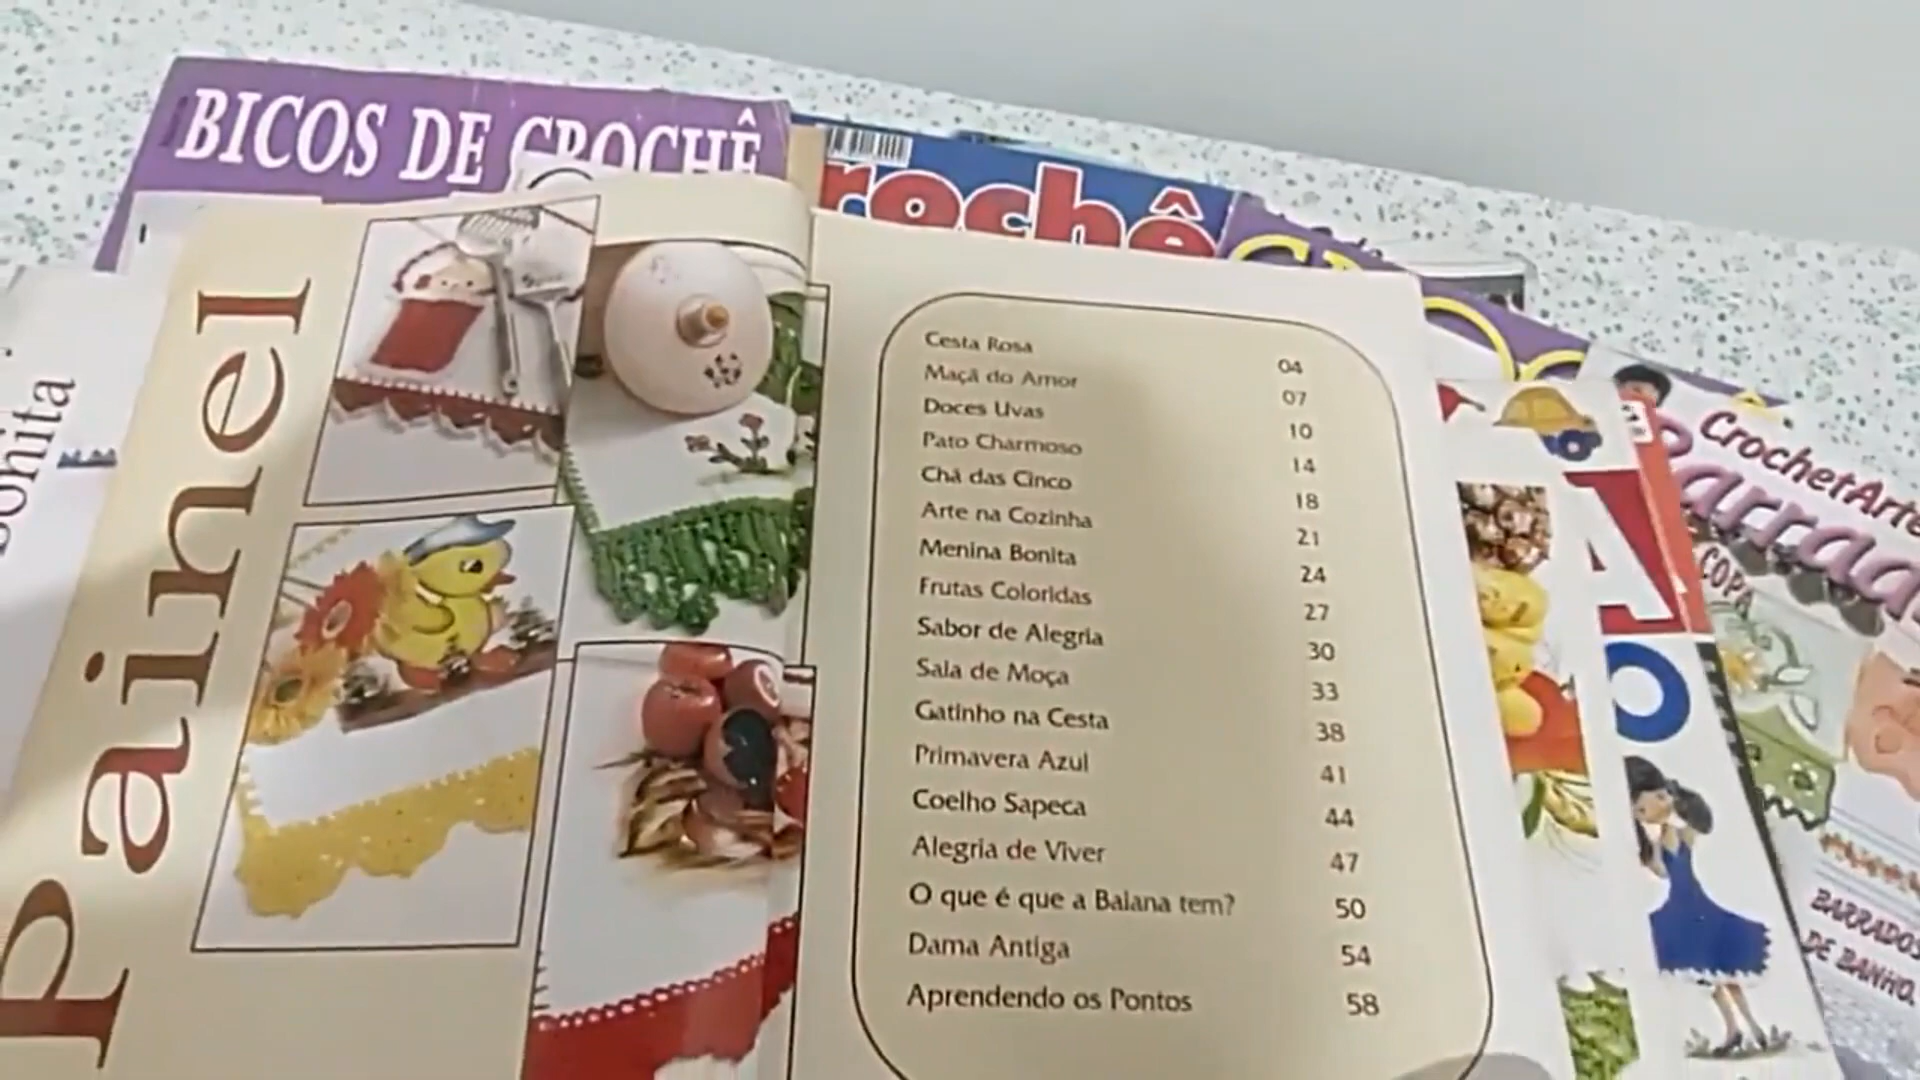 BICOS DE CROCHÊ
rochê
Painel
bonita
Cesta Rosa 04
Maçã do Amor 07
Doces Uvas 10
Pato Charmoso 14
Chá das Cinco 18
Arte na Cozinha 21
Menina Bonita 24
Frutas Coloridas 27
Sabor de Alegria 30
Sala de Moça 33
Gatinho na Cesta 38
Primavera Azul 41
Coelho Sapeca 44
Alegria de Viver 47
O que é que a Baiana tem? 50
Dama Antiga 54
Aprendendo os Pontos 58
A
O
CrochetArte
Barrad
COPA
BARRADOS
DE BANHO.